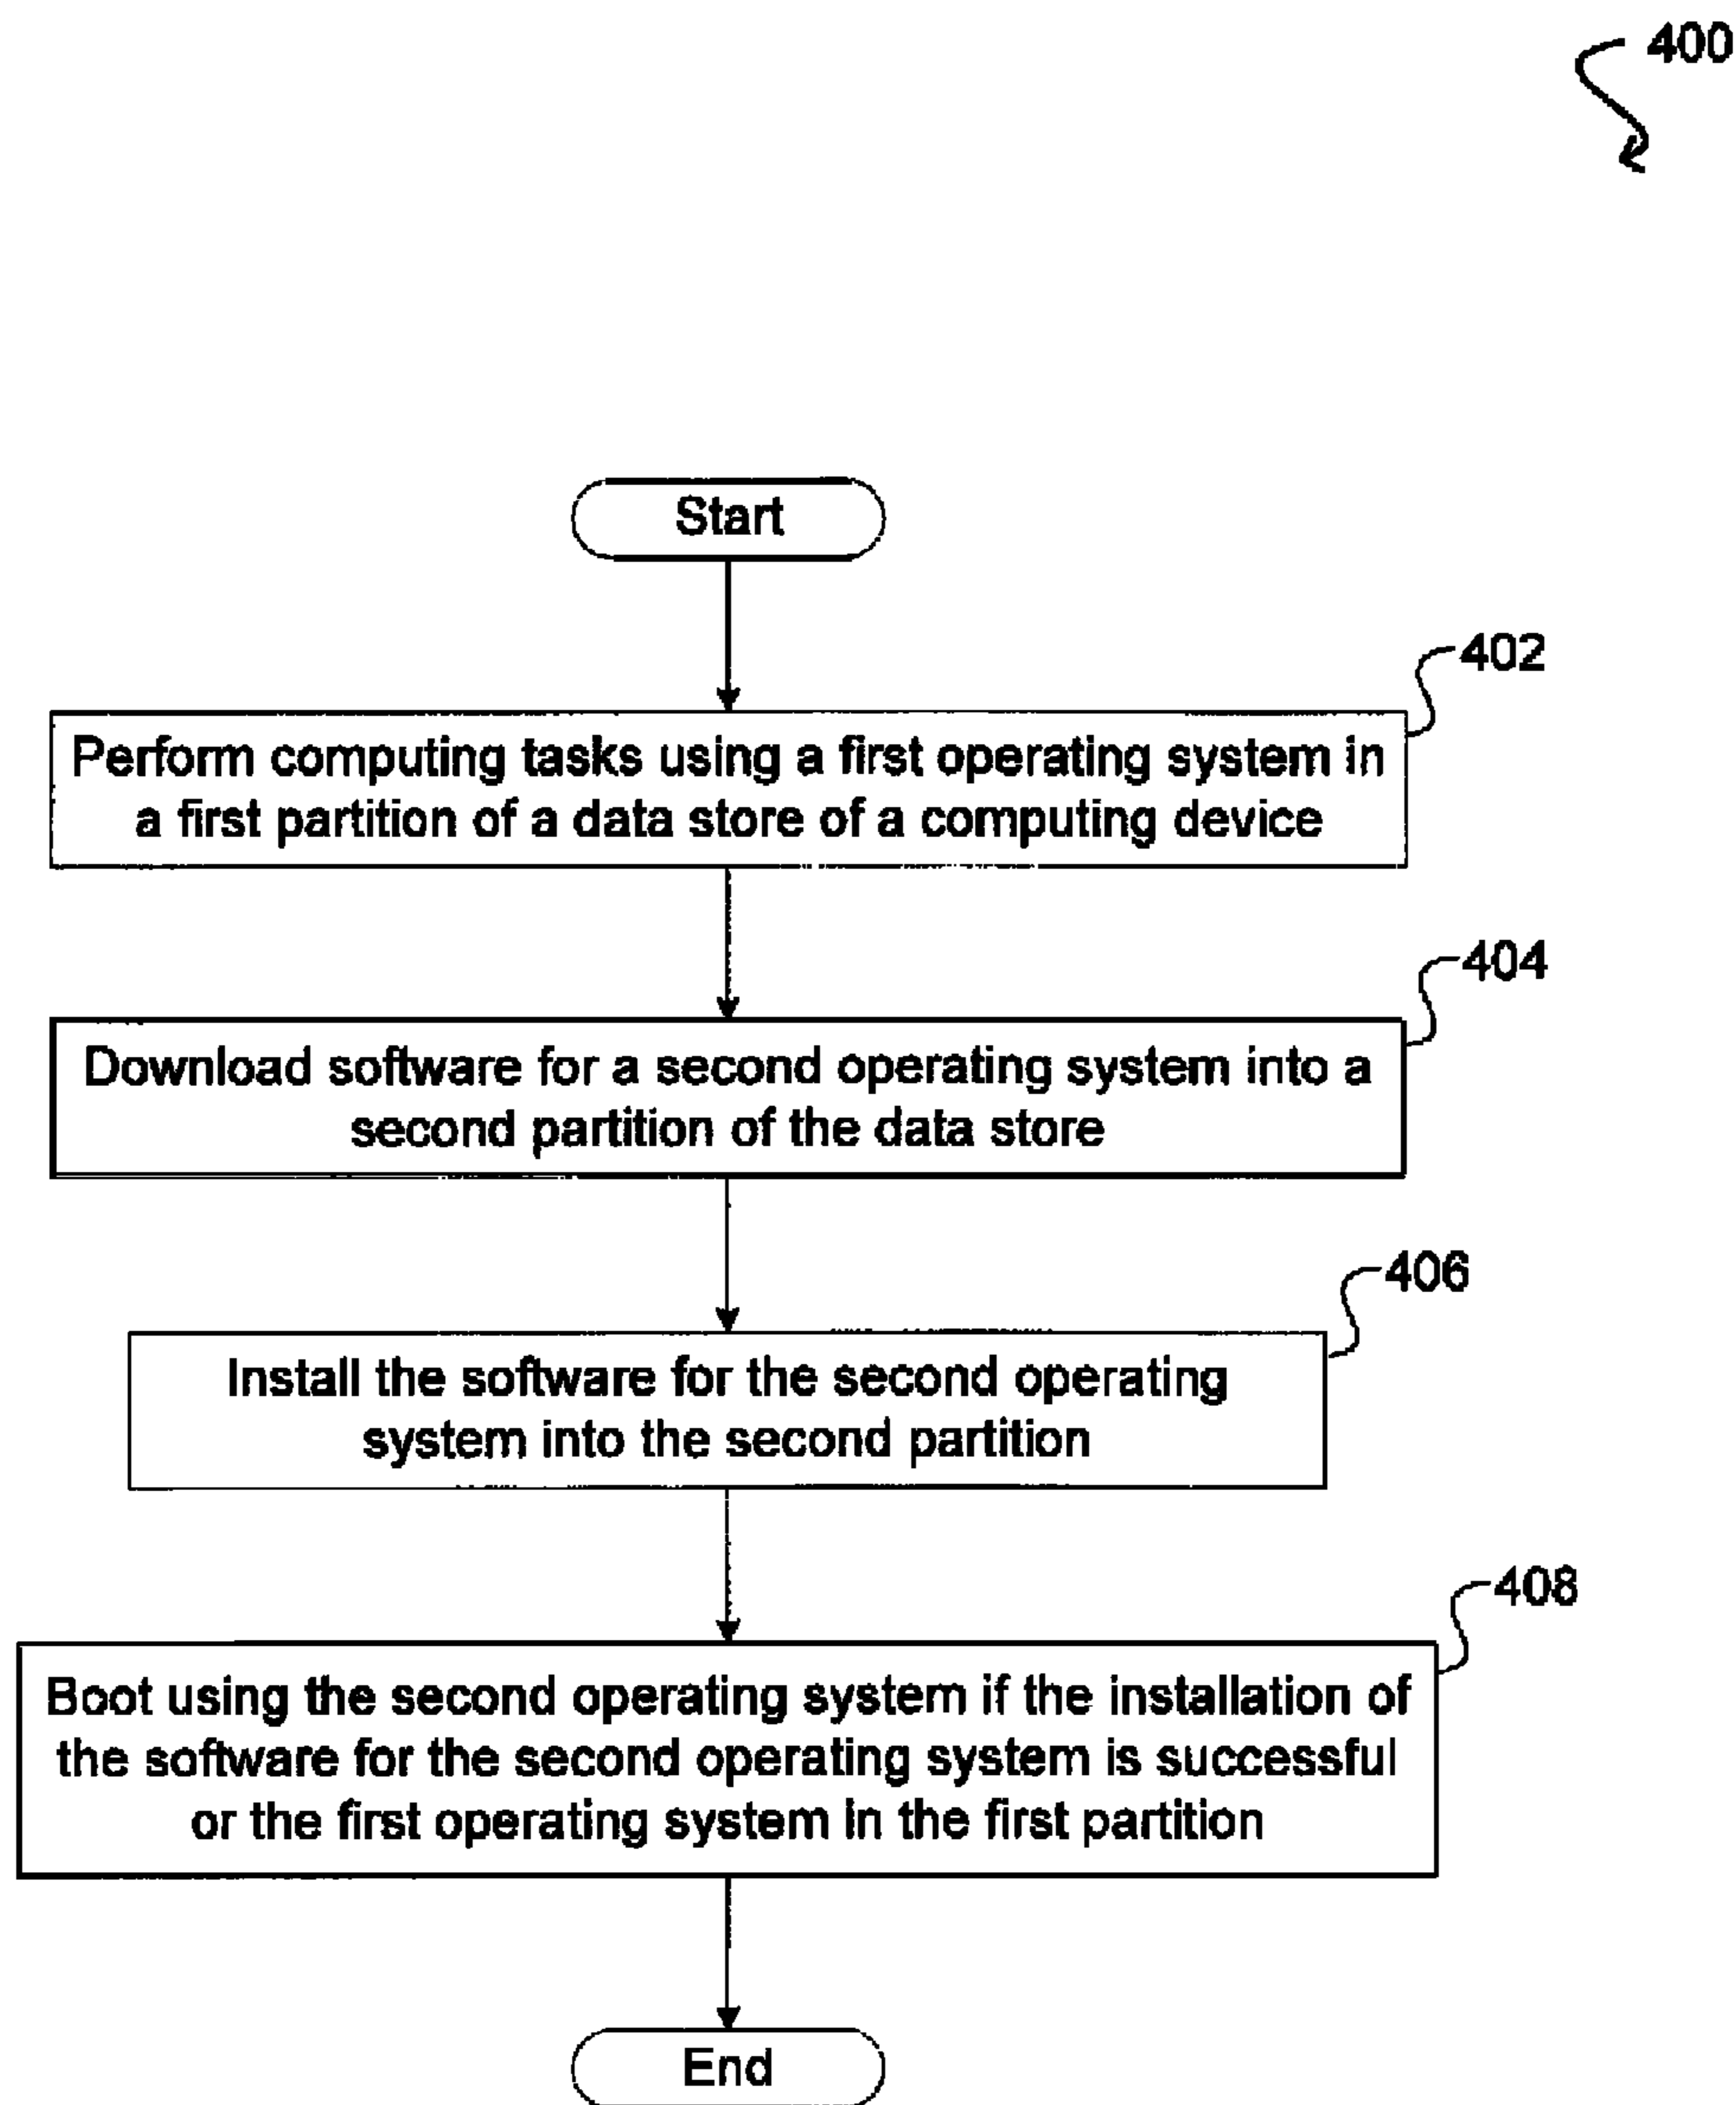 400
Start
402
Perform computing tasks using a first operating system in
a first partition of a data store of a computing device
404
Download software for a second operating system into a
second partition of the data store
406
Install the software for the second operating
system into the second partition
408
Boot using the second operating system if the installation of
the software for the second operating system is successful
or the first operating system in the first partition
End